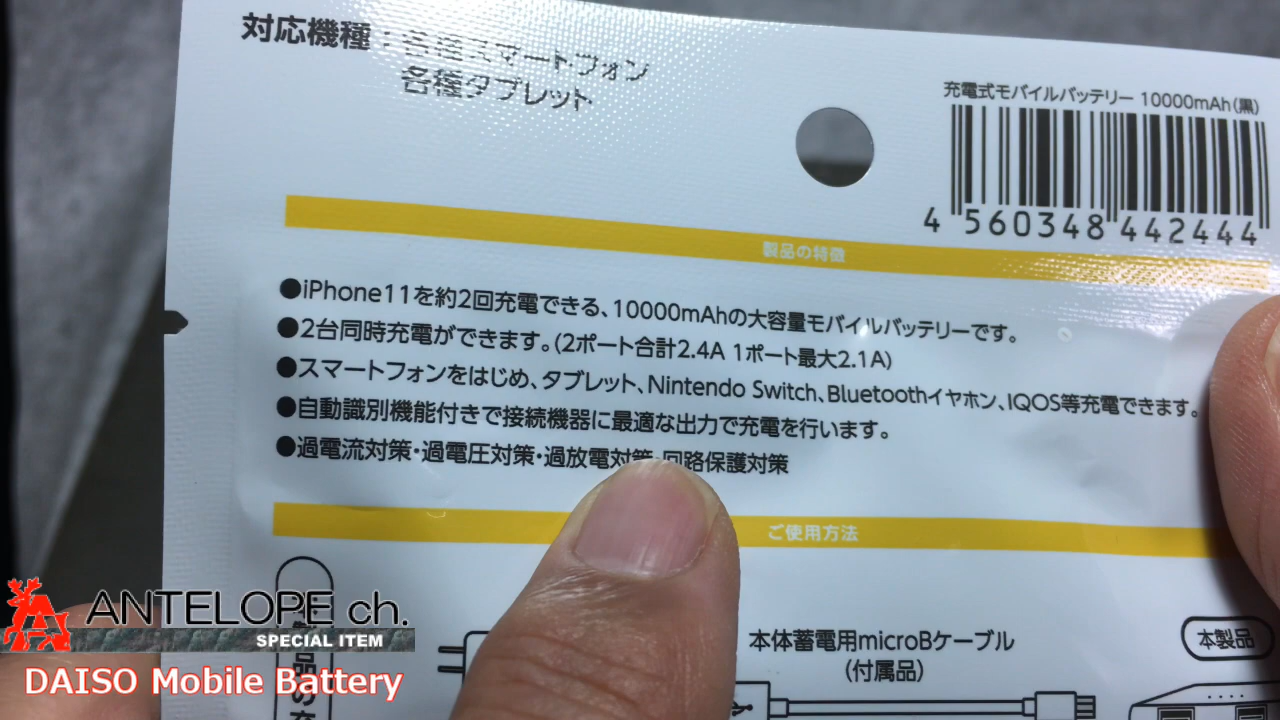 対応機種：各種スマートフォン
各種タブレット
充電式モバイルバッテリー 10000mAh（黒）
4 560348 442444
製品の特徴
●iPhone11を約2回充電できる、10000mAhの大容量モバイルバッテリーです。
●2台同時充電ができます。（2ポート合計2.4A 1ポート最大2.1A）
●スマートフォンをはじめ、タブレット、Nintendo Switch、Bluetoothイヤホン、IQOS等充電できます。
●自動識別機能付きで接続機器に最適な出力で充電を行います。
●過電流対策・過電圧対策・過放電対策・回路保護対策
ご使用方法
本体蓄電用microBケーブル
（付属品）
本製品
ANTELOPE ch.
SPECIAL ITEM
DAISO Mobile Battery